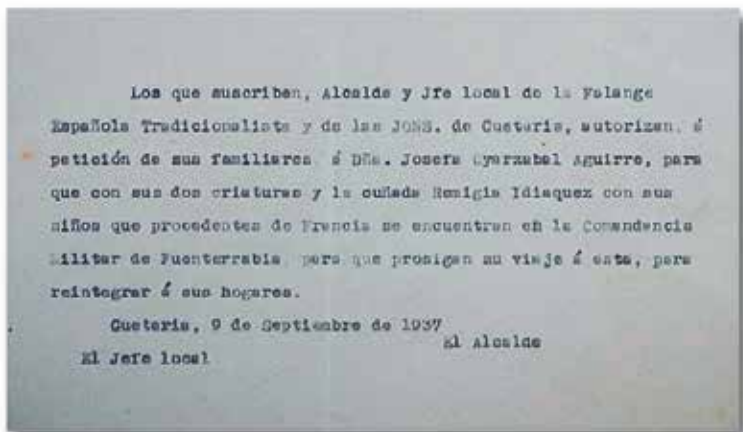 Los que suscriben, Alcalde y Jfe local de la Falange
Española Tradicionalista y de las JONS. de Guetaria, autorizan, á
petición de sus familiares á Dña. Josefa Oyarzabal Aguirre, para
que con sus dos criaturas y la cuñada Remigia Idiaquez con sus
niños que procedentes de Francia se encuentran en la Comandancia
Militar de Fuenterrabia, para que prosigan su viaje á esta, para
reintegrar á sus hogares.
Guetaria, 9 de Septiembre de 1937
El Alcalde
El Jefe local